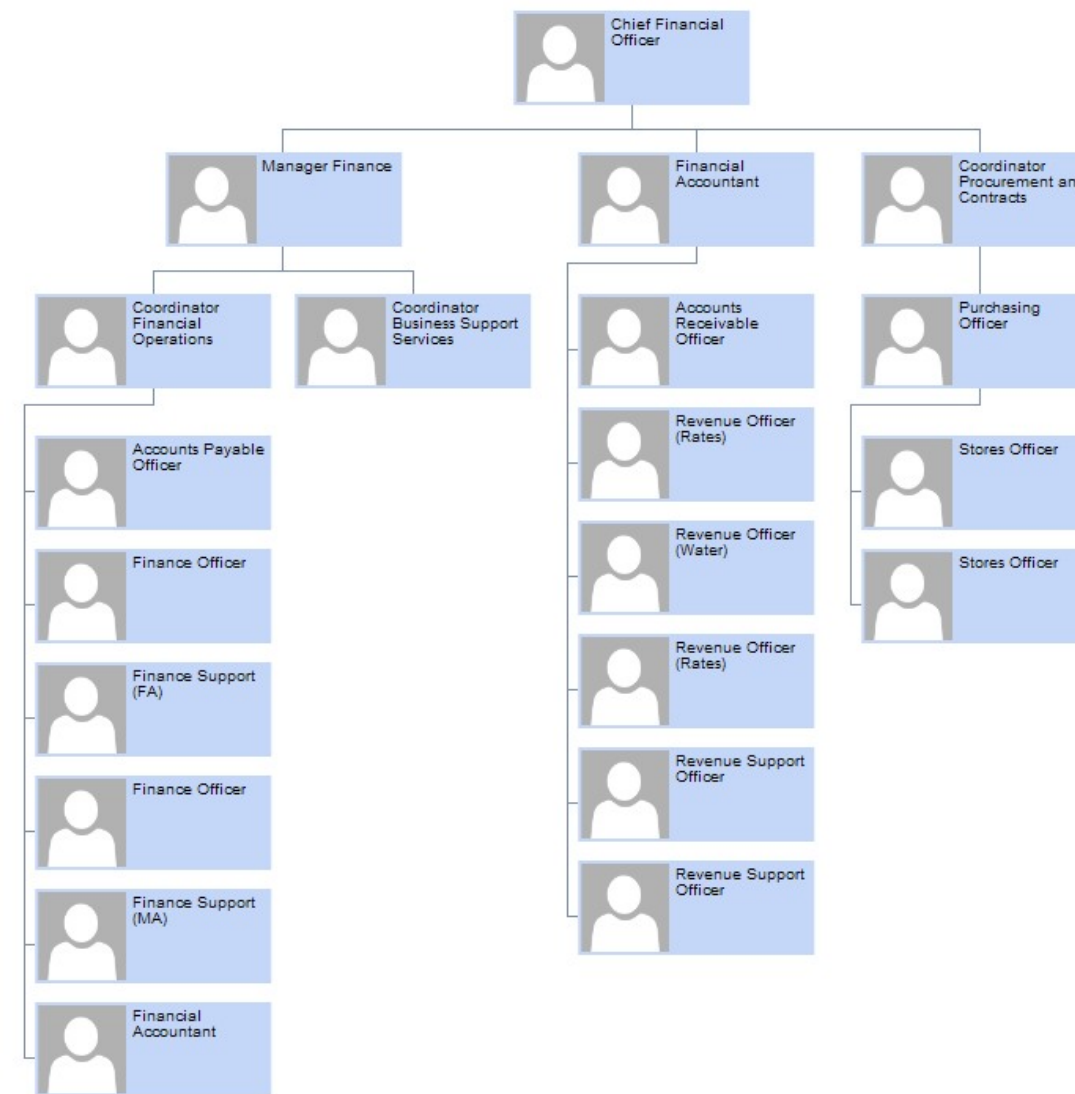 Chief Financial
Officer
Manager Finance
Financial
Accountant
Coordinator
Procurement an
Contracts
Coordinator
Financial
Operations
Coordinator
Business Support
Services
Accounts
Receivable
Officer
Purchasing
Officer
Accounts Payable
Officer
Finance Officer
Finance Support
(FA)
Finance Officer
Finance Support
(MA)
Financial
Accountant
Revenue Officer
(Rates)
Revenue Officer
(Water)
Revenue Officer
(Rates)
Revenue Support
Officer
Revenue Support
Officer
Stores Officer
Stores Officer